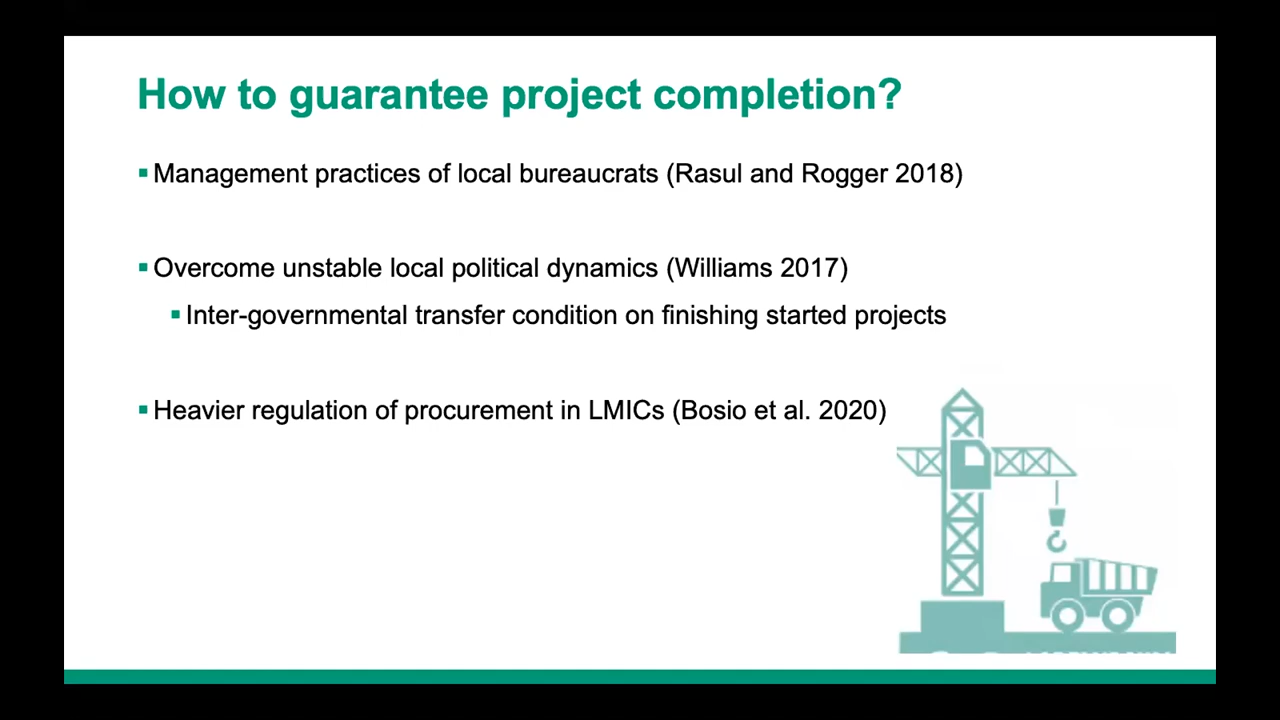 How to guarantee project completion?
Management practices of local bureaucrats (Rasul and Rogger 2018)
Overcome unstable local political dynamics (Williams 2017)
Inter-governmental transfer condition on finishing started projects
Heavier regulation of procurement in LMICs (Bosio et al. 2020)